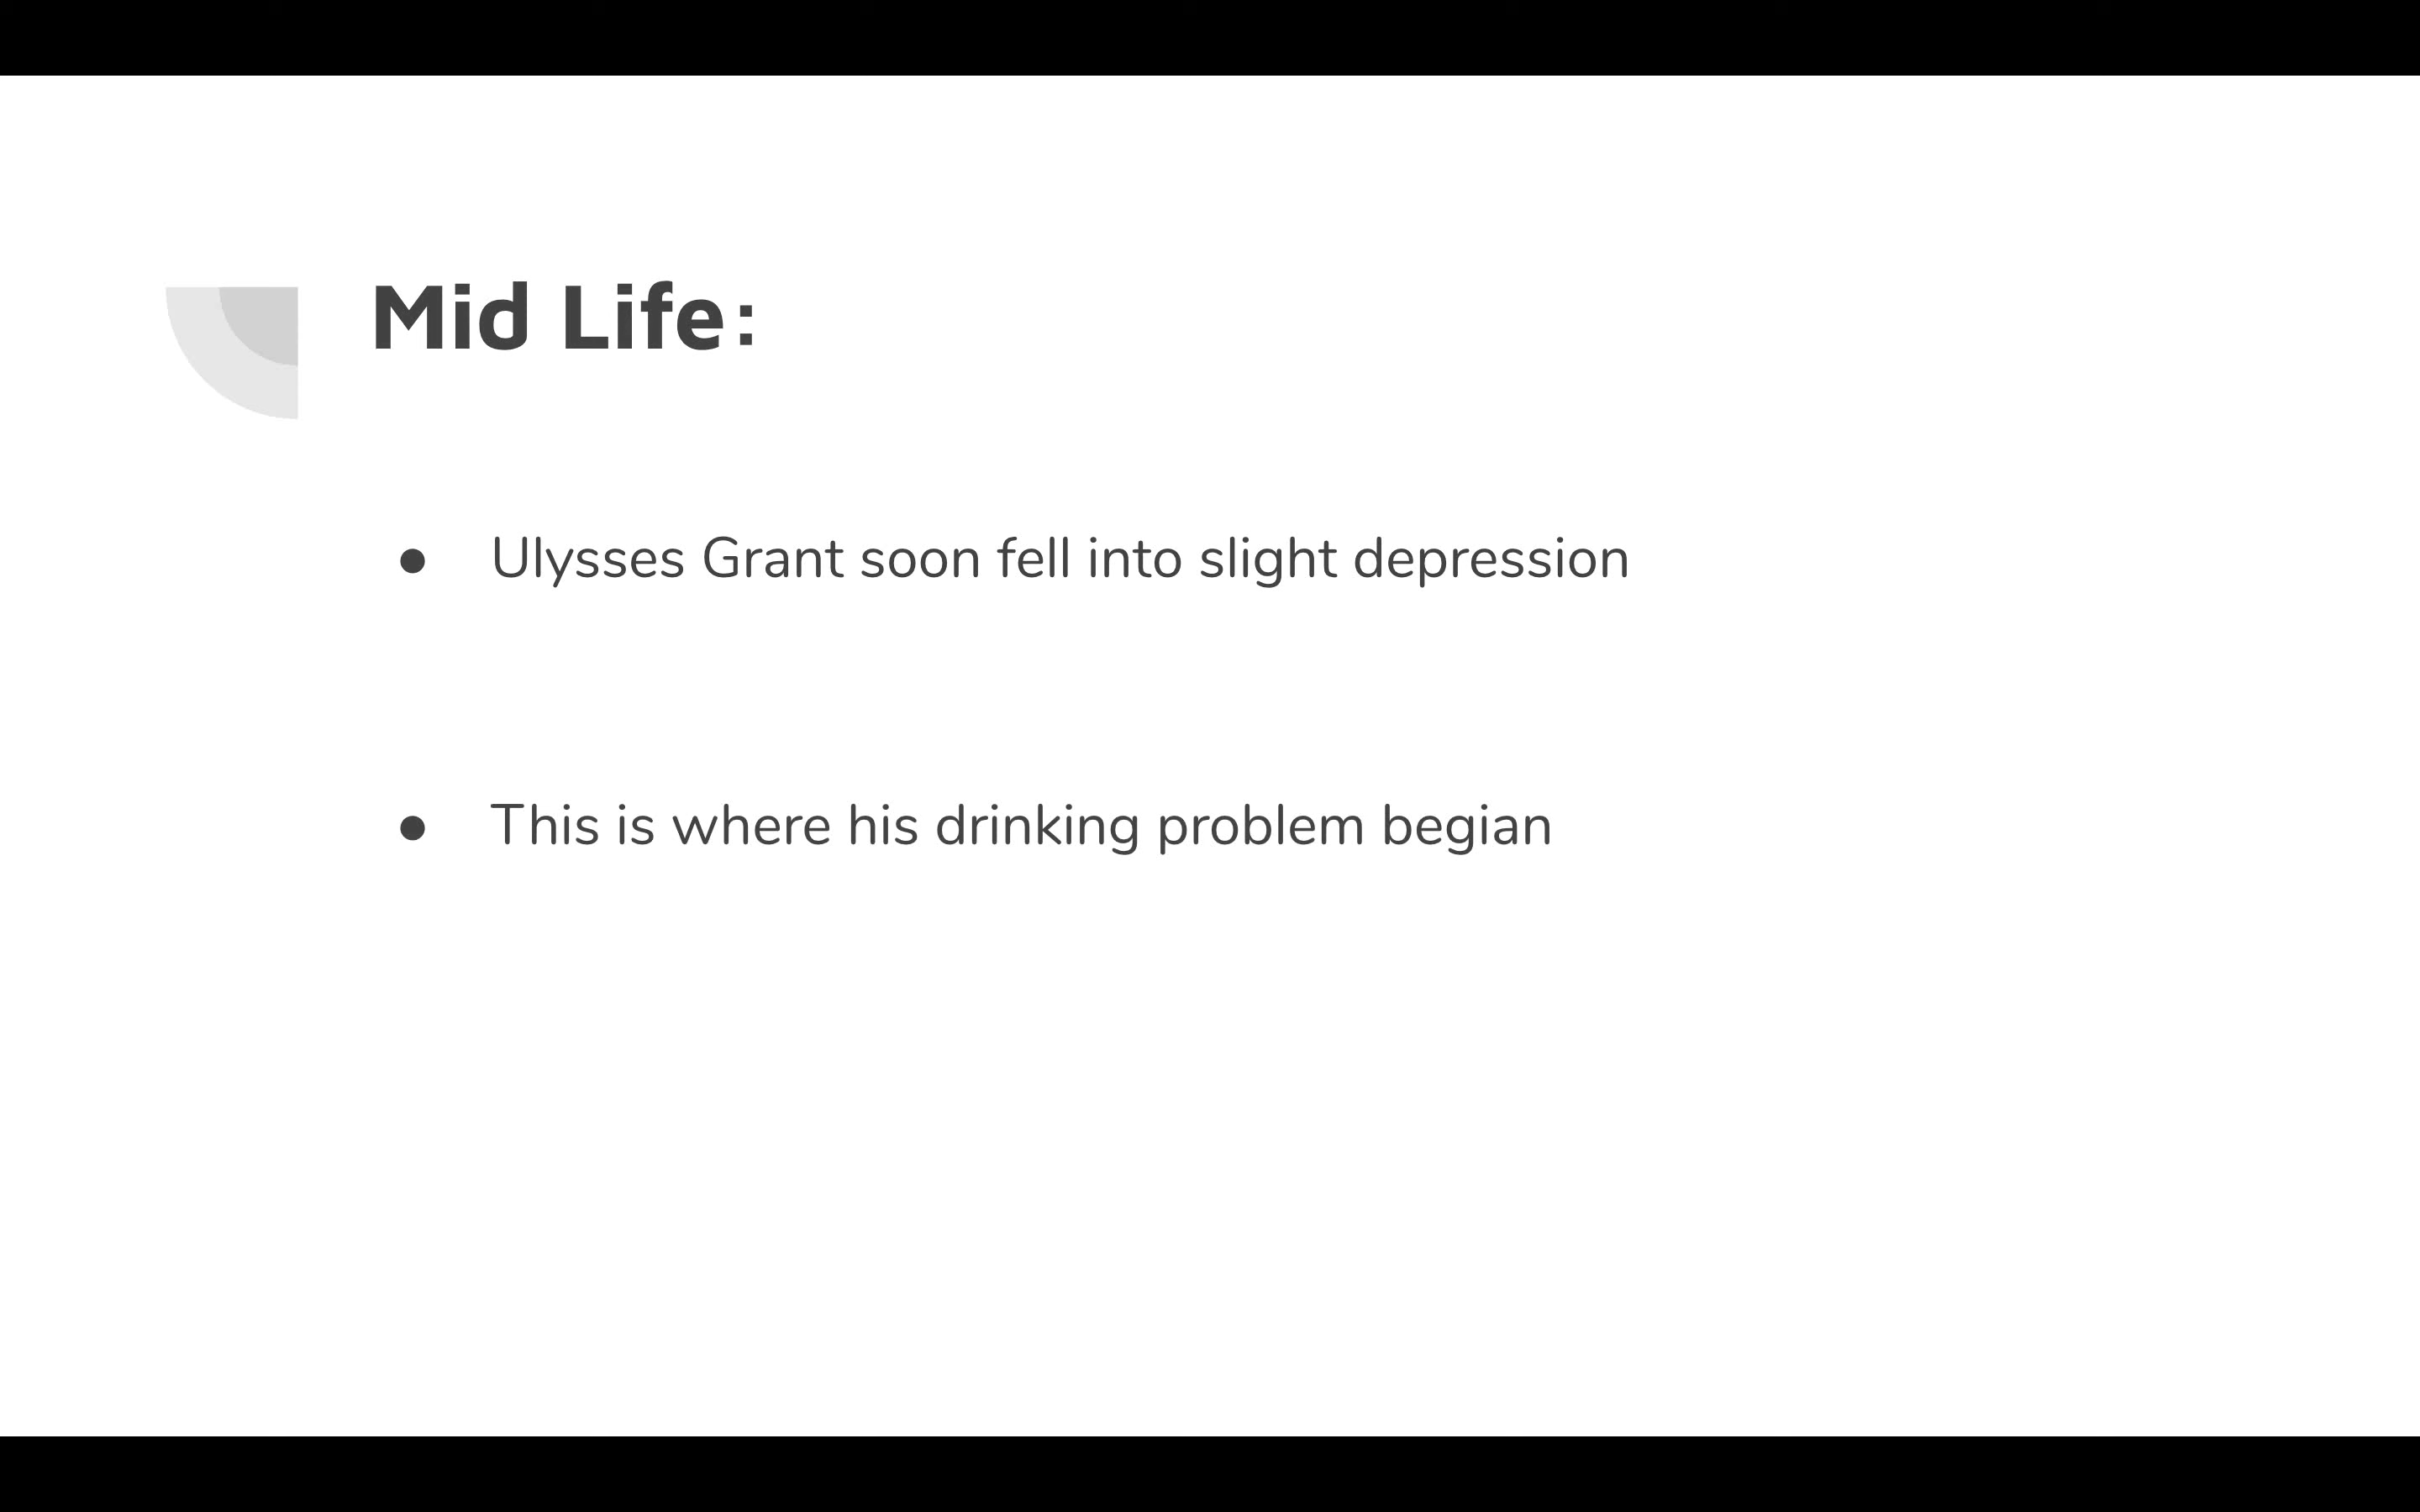 Mid Life:
● Ulysses Grant soon fell into slight depression
● This is where his drinking problem begian